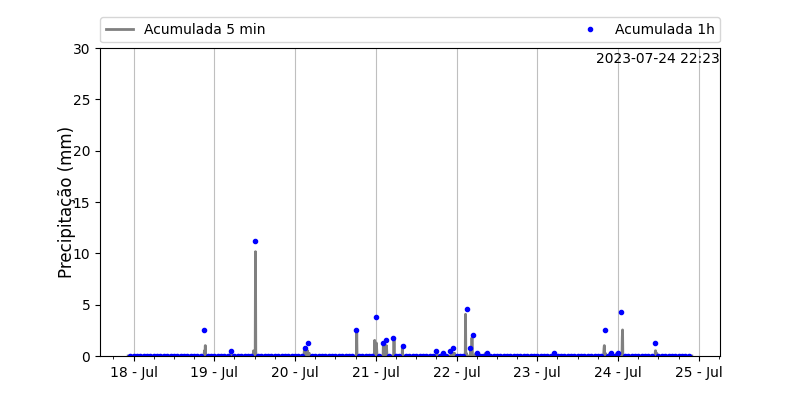 Acumulada 5 min
Acumulada 1h
2023-07-24 22:23
Precipitação (mm)
30
25
20
15
10
5
0
18 - Jul
19 - Jul
20 - Jul
21 - Jul
22 - Jul
23 - Jul
24 - Jul
25 - Jul